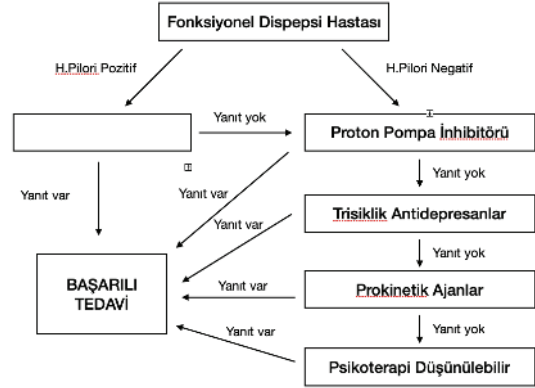 Fonksiyonel Dispepsi Hastası
H.Pilori Pozitif
H.Pilori Negatif
Yanıt yok
Proton Pompa İnhibitörü
Yanıt var
Yanıt var
Yanıt yok
Yanıt var
Trisiklik Antidepresanlar
Yanıt yok
BAŞARILI
TEDAVİ
Yanıt var
Prokinetik Ajanlar
Yanıt var
Yanıt yok
Psikoterapi Düşünülebilir